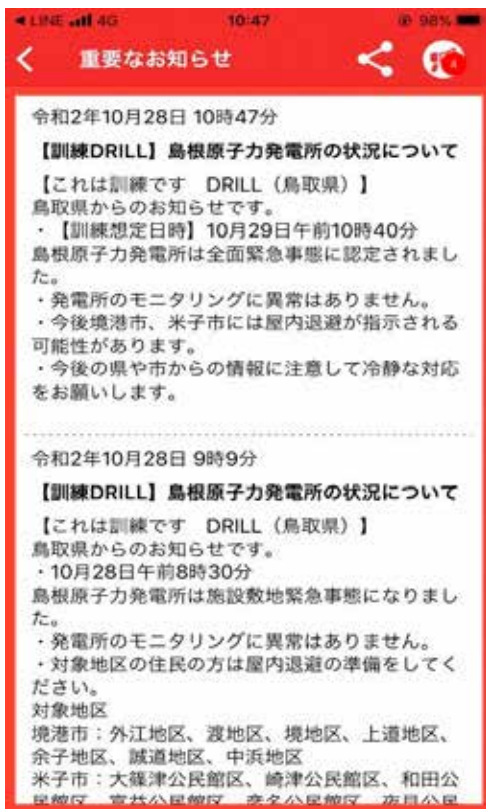 LINE 4G 10:47 98%
重要なお知らせ
4
令和2年10月28日 10時47分
【訓練DRILL】島根原子力発電所の状況について
【これは訓練です　DRILL（鳥取県）】
鳥取県からのお知らせです。
・【訓練想定日時】10月29日午前10時40分
島根原子力発電所は全面緊急事態に認定されまし
た。
・発電所のモニタリングに異常はありません。
・今後境港市、米子市には屋内退避が指示される
可能性があります。
・今後の県や市からの情報に注意して冷静な対応
をお願いします。
令和2年10月28日 9時9分
【訓練DRILL】島根原子力発電所の状況について
【これは訓練です　DRILL（鳥取県）】
鳥取県からのお知らせです。
・10月28日午前8時30分
島根原子力発電所は施設敷地緊急事態になりまし
た。
・発電所のモニタリングに異常はありません。
・対象地区の住民の方は屋内退避の準備をしてく
ださい。
対象地区
境港市：外江地区、渡地区、境地区、上道地区、
余子地区、誠道地区、中浜地区
米子市：大篠津公民館区、崎津公民館区、和田公
民館区、富益公民館区、彦名公民館区、夜見公民